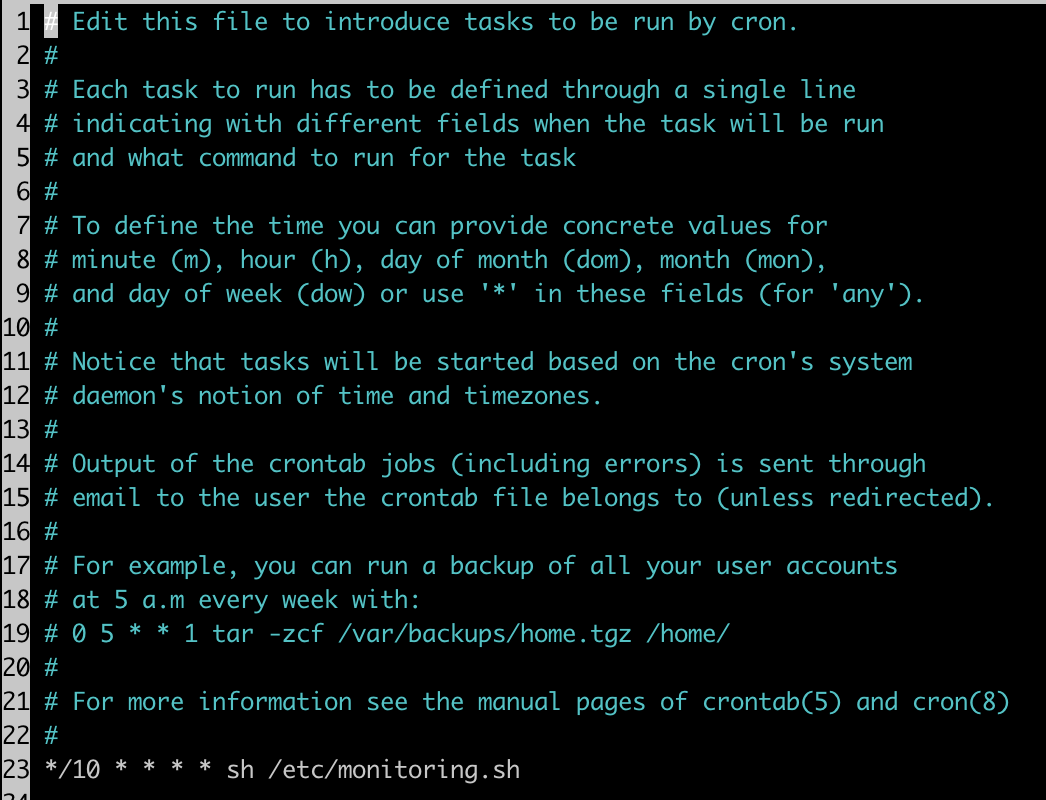 1 # Edit this file to introduce tasks to be run by cron.
2 #
3 # Each task to run has to be defined through a single line
4 # indicating with different fields when the task will be run
5 # and what command to run for the task
6 #
7 # To define the time you can provide concrete values for
8 # minute (m), hour (h), day of month (dom), month (mon),
9 # and day of week (dow) or use '*' in these fields (for 'any').
10 #
11 # Notice that tasks will be started based on the cron's system
12 # daemon's notion of time and timezones.
13 #
14 # Output of the crontab jobs (including errors) is sent through
15 # email to the user the crontab file belongs to (unless redirected).
16 #
17 # For example, you can run a backup of all your user accounts
18 # at 5 a.m every week with:
19 # 0 5 * * 1 tar -zcf /var/backups/home.tgz /home/
20 #
21 # For more information see the manual pages of crontab(5) and cron(8)
22 #
23 */10 * * * * sh /etc/monitoring.sh